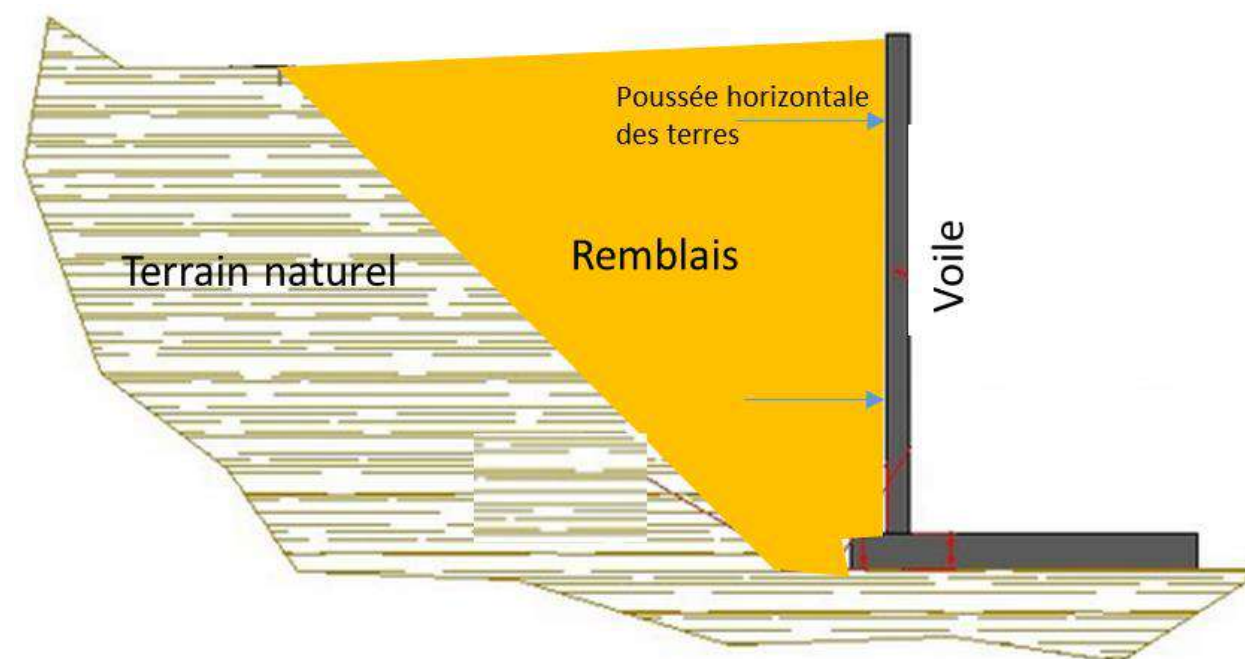 Poussée horizontale
des terres
Terrain naturel
Remblais
Voile